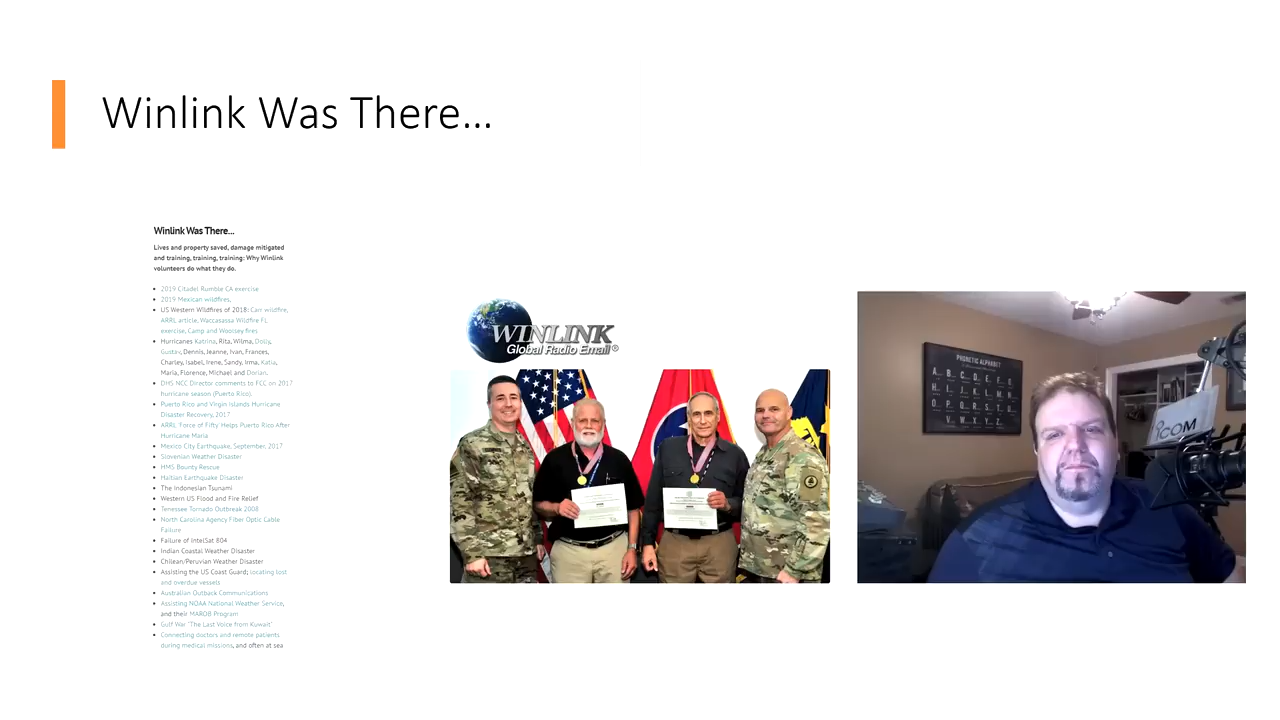 Winlink Was There...
Winlink Was There...
Lives and property saved, damage mitigated
and training, training, training: Why Winlink
volunteers do what they do.
2019 Citadel Rumble CA exercise
2019 Mexican wildfires,
US Western Wildfires of 2018: Carr wildfire,
ARRL article, Waccasassa Wildfire FL
exercise, Camp and Woolsey fires
Hurricanes Katrina, Rita, Wilma, Dolly,
Gustav, Dennis, Jeanne, Ivan, Frances,
Charley, Isabel, Irene, Sandy, Irma, Katia,
Maria, Florence, Michael and Dorian.
DHS NCC Director comments to FCC on 2017
hurricane season (Puerto Rico)
Puerto Rico and Virgin Islands Hurricane
Disaster Recovery, 2017
ARRL 'Force of Fifty' Helps Puerto Rico After
Hurricane Maria
Mexico City Earthquake, September, 2017
Slovenian Weather Disaster
HMS Bounty Rescue
Haitian Earthquake Disaster
The Indonesian Tsunami
Western US Flood and Fire Relief
Tenessee Tornado Outbreak 2008
North Carolina Agency Fiber Optic Cable
Failure
Failure of IntelSat 804
Indian Coastal Weather Disaster
Chilean/Peruvian Weather Disaster
Assisting the US Coast Guard; locating lost
and overdue vessels
Australian Outback Communications
Assisting NOAA National Weather Service,
and their MAROB Program
Gulf War "The Last Voice from Kuwait"
Connecting doctors and remote patients
during medical missions, and often at sea
WINLINK
Global Radio Email ®
PHONETIC ALPHABET
A... B... C... D... E... F... G...
H... I... J... K... L... M... N...
O... P... Q... R... S... T... U...
V... W... X... Y... Z...
ICOM